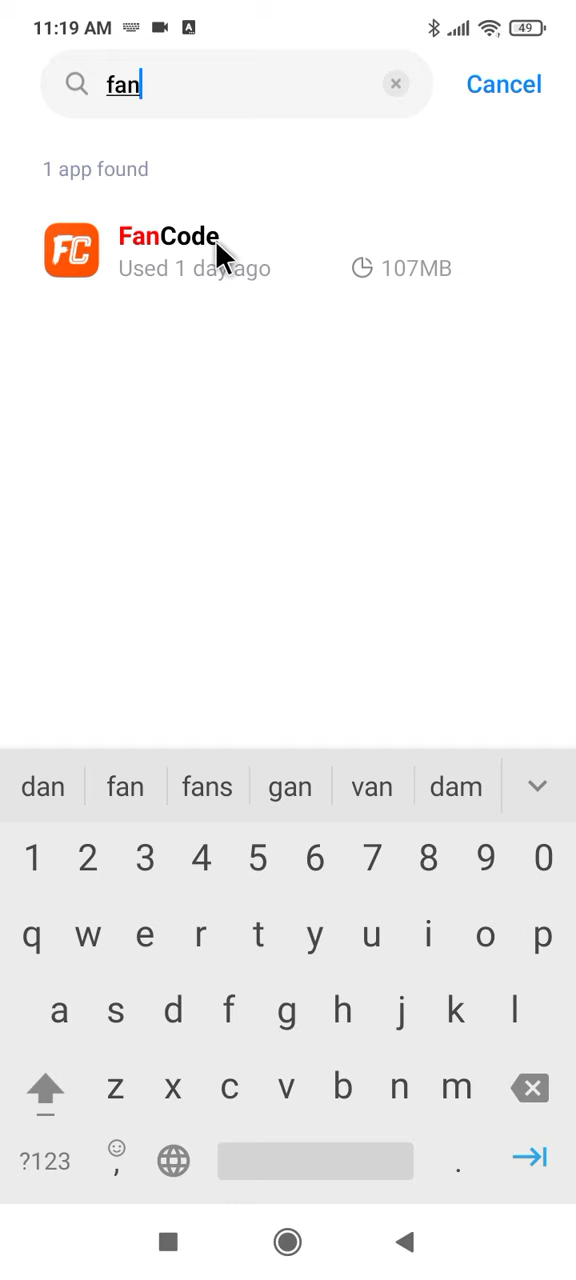 11:19 AM 49
fan Cancel
1 app found
FC FanCode
Used 1 day ago 107MB
dan fan fans gan van dam
1 2 3 4 5 6 7 8 9 0
q w e r t y u i o p
a s d f g h j k l
z x c v b n m
?123 , .